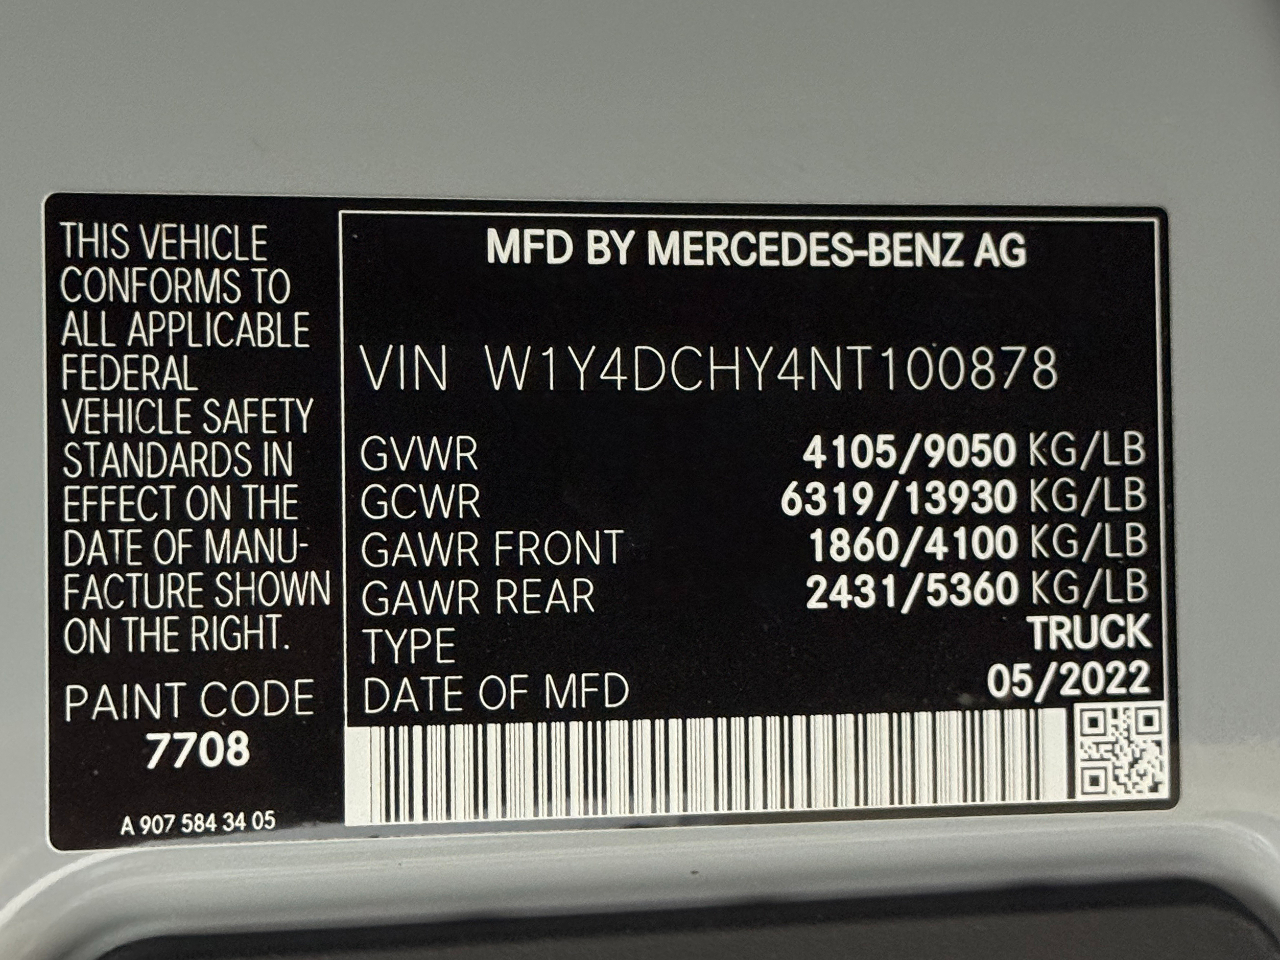 THIS VEHICLE
CONFORMS TO
ALL APPLICABLE
FEDERAL
VEHICLE SAFETY
STANDARDS IN
EFFECT ON THE
DATE OF MANU-
FACTURE SHOWN
ON THE RIGHT.
PAINT CODE
7708
A 907 584 34 05
MFD BY MERCEDES-BENZ AG
VIN W1Y4DCHY4NT100878
GVWR 4105/9050 KG/LB
GCWR 6319/13930 KG/LB
GAWR FRONT 1860/4100 KG/LB
GAWR REAR 2431/5360 KG/LB
TYPE TRUCK
DATE OF MFD 05/2022